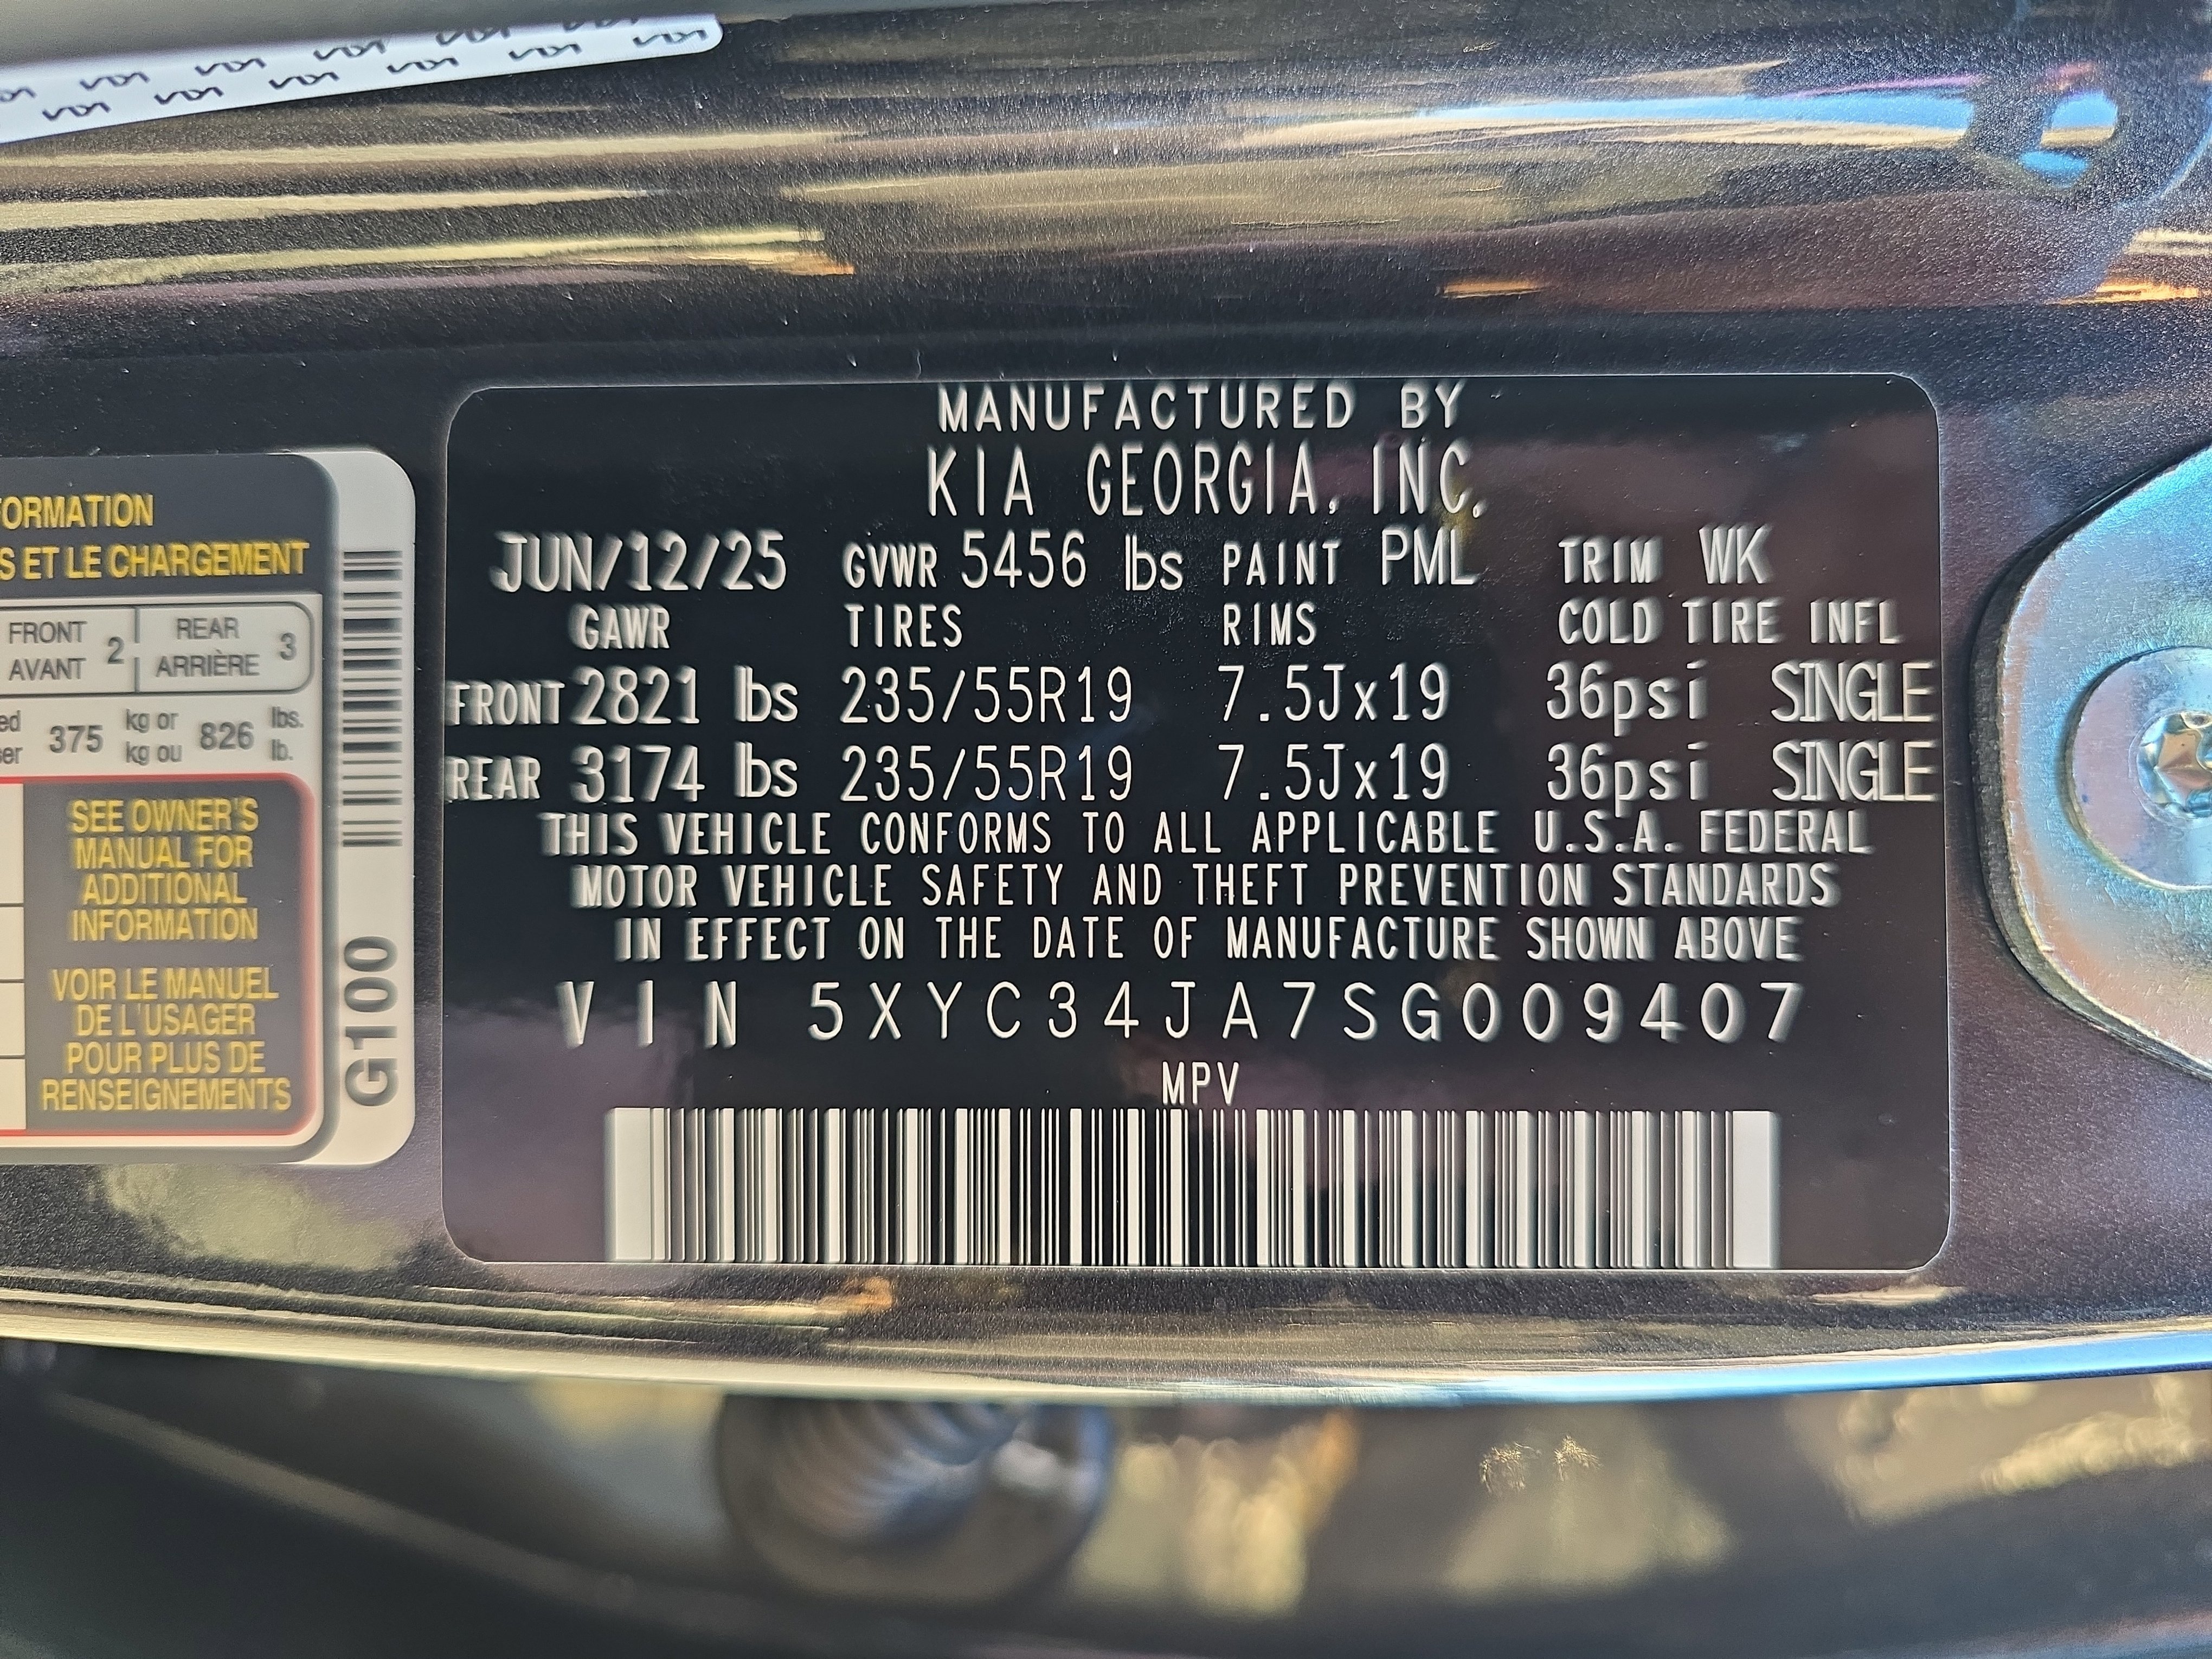 FORMATION
S ET LE CHARGEMENT
FRONT 2 REAR 3
AVANT ARRIÈRE
375 kg or 826 lbs.
kg ou lb.
SEE OWNER'S
MANUAL FOR
ADDITIONAL
INFORMATION
VOIR LE MANUEL
DE L'USAGER
POUR PLUS DE
RENSEIGNEMENTS
G100
MANUFACTURED BY
KIA GEORGIA, INC.
JUN/12/25 GVWR 5456 lbs PAINT PML TRIM WK
GAWR TIRES RIMS COLD TIRE INFL
FRONT 2821 lbs 235/55R19 7.5Jx19 36psi SINGLE
REAR 3174 lbs 235/55R19 7.5Jx19 36psi SINGLE
THIS VEHICLE CONFORMS TO ALL APPLICABLE U.S.A. FEDERAL
MOTOR VEHICLE SAFETY AND THEFT PREVENTION STANDARDS
IN EFFECT ON THE DATE OF MANUFACTURE SHOWN ABOVE
VIN 5XYC34JA7SG009407
MPV